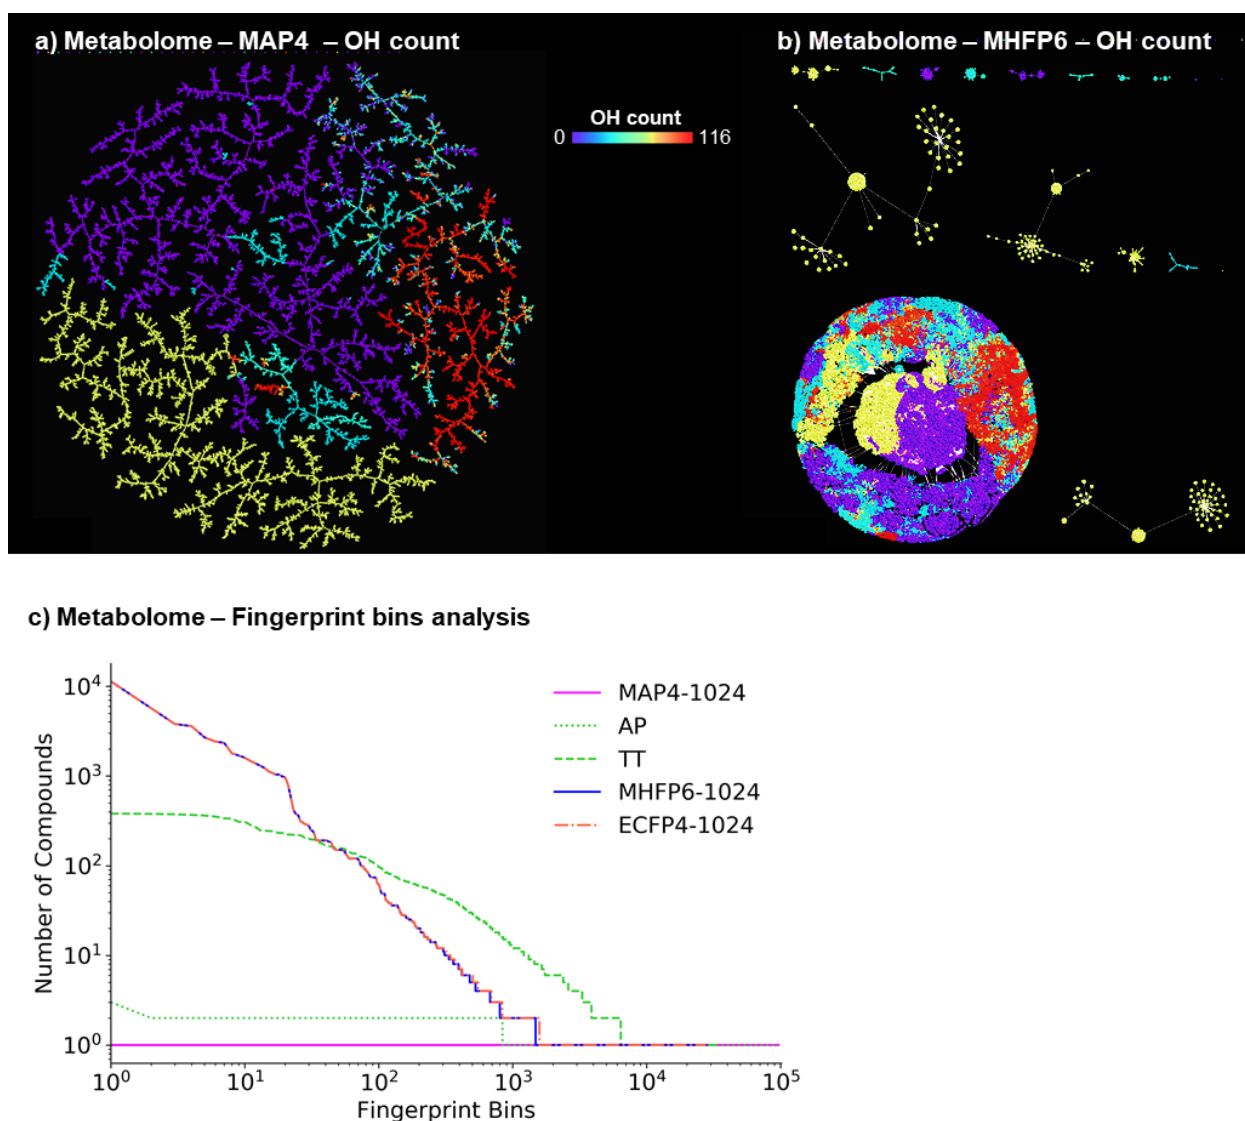 a) Metabolome – MAP4 – OH count
b) Metabolome – MHFP6 – OH count
OH count
0 116
c) Metabolome – Fingerprint bins analysis
Number of Compounds
10⁴
10³
10²
10¹
10⁰
MAP4-1024
AP
TT
MHFP6-1024
ECFP4-1024
10⁰ 10¹ 10² 10³ 10⁴ 10⁵
Fingerprint Bins